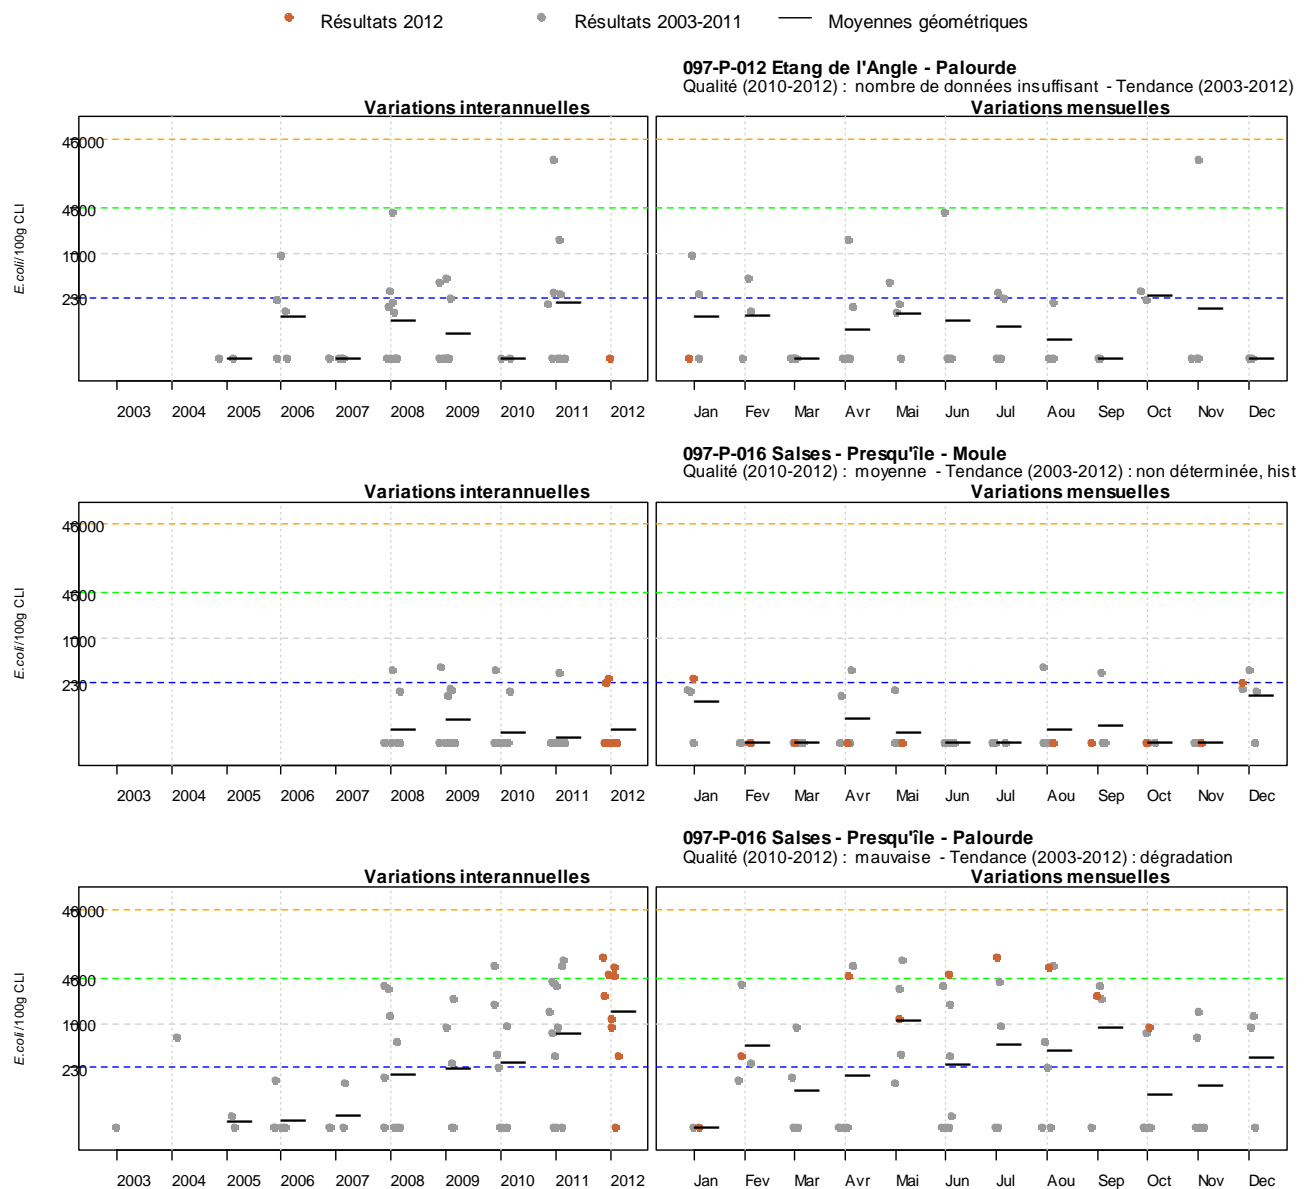 Résultats 2012 Résultats 2003-2011 Moyennes géométriques
097-P-012 Etang de l'Angle - Palourde
Qualité (2010-2012) : nombre de données insuffisant - Tendance (2003-2012)
Variations interannuelles Variations mensuelles
46000
4600
1000
230
E.coli/100g CLI
2003 2004 2005 2006 2007 2008 2009 2010 2011 2012 Jan Fev Mar Avr Mai Jun Jul Aou Sep Oct Nov Dec
097-P-016 Salses - Presqu'île - Moule
Qualité (2010-2012) : moyenne - Tendance (2003-2012) : non déterminée, hist
Variations interannuelles Variations mensuelles
46000
4600
1000
230
E.coli/100g CLI
2003 2004 2005 2006 2007 2008 2009 2010 2011 2012 Jan Fev Mar Avr Mai Jun Jul Aou Sep Oct Nov Dec
097-P-016 Salses - Presqu'île - Palourde
Qualité (2010-2012) : mauvaise - Tendance (2003-2012) : dégradation
Variations interannuelles Variations mensuelles
46000
4600
1000
230
E.coli/100g CLI
2003 2004 2005 2006 2007 2008 2009 2010 2011 2012 Jan Fev Mar Avr Mai Jun Jul Aou Sep Oct Nov Dec